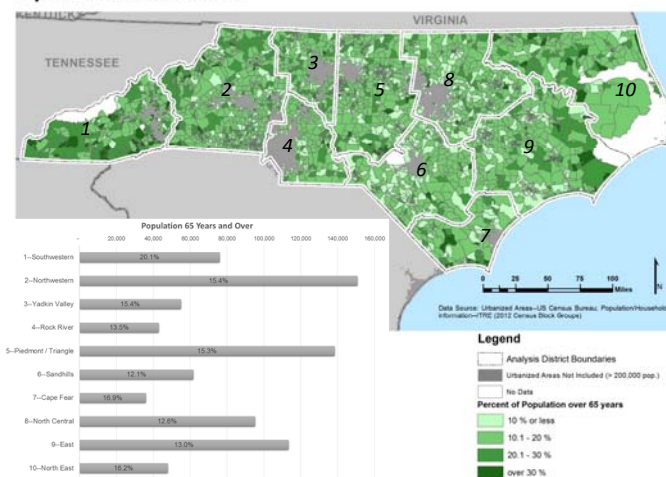 KENTUCKY
VIRGINIA
TENNESSEE
1
2
3
4
5
6
7
8
9
10
0 25 50 75 100
Miles
N
Data Source: Urbanized Areas--US Census Bureau; Population/Household
information--ITRE (2012 Census Block Groups)
Population 65 Years and Over
- 20,000 40,000 60,000 80,000 100,000 120,000 140,000 160,000
1--Southwestern 20.1%
2--Northwestern 15.4%
3--Yadkin Valley 15.4%
4--Rock River 13.5%
5--Piedmont / Triangle 15.3%
6--Sandhills 12.1%
7--Cape Fear 16.9%
8--North Central 12.6%
9--East 13.0%
10--North East 16.2%
Legend
Analysis District Boundaries
Urbanized Areas Not Included (> 200,000 pop.)
No Data
Percent of Population over 65 years
10 % or less
10.1 - 20 %
20.1 - 30 %
over 30 %